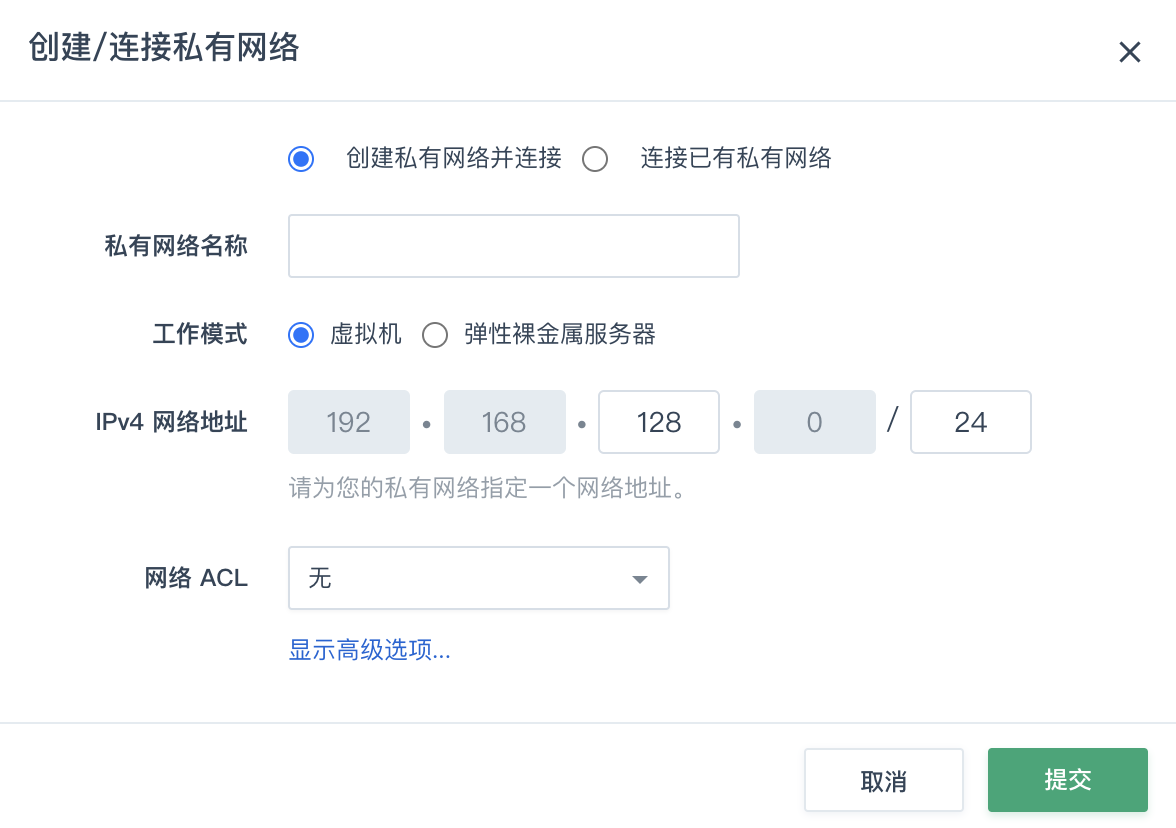 创建/连接私有网络
创建私有网络并连接 连接已有私有网络
私有网络名称
工作模式 虚拟机 弹性裸金属服务器
IPv4 网络地址 192 . 168 . 128 . 0 / 24
请为您的私有网络指定一个网络地址。
网络 ACL 无
显示高级选项...
取消 提交